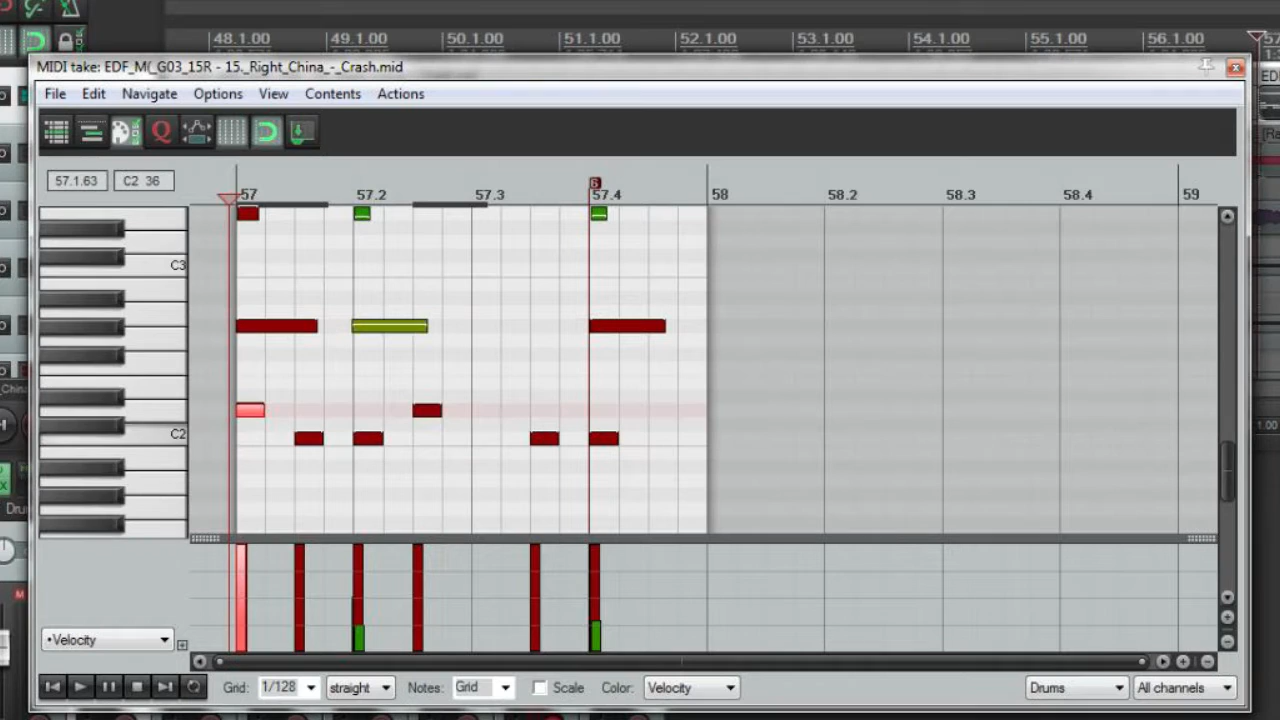 48.1.00 49.1.00 50.1.00 51.1.00 52.1.00 53.1.00 54.1.00 55.1.00 56.1.00
MIDI take: EDF_M(_G03_15R - 15._Right_China_-_Crash.mid
File Edit Navigate Options View Contents Actions
Q
57.1.63 C2 36
6
57 57.2 57.3 57.4 58 58.2 58.3 58.4 59
C3
C2
•Velocity
Grid: 1/128 straight Notes: Grid Scale Color: Velocity Drums All channels